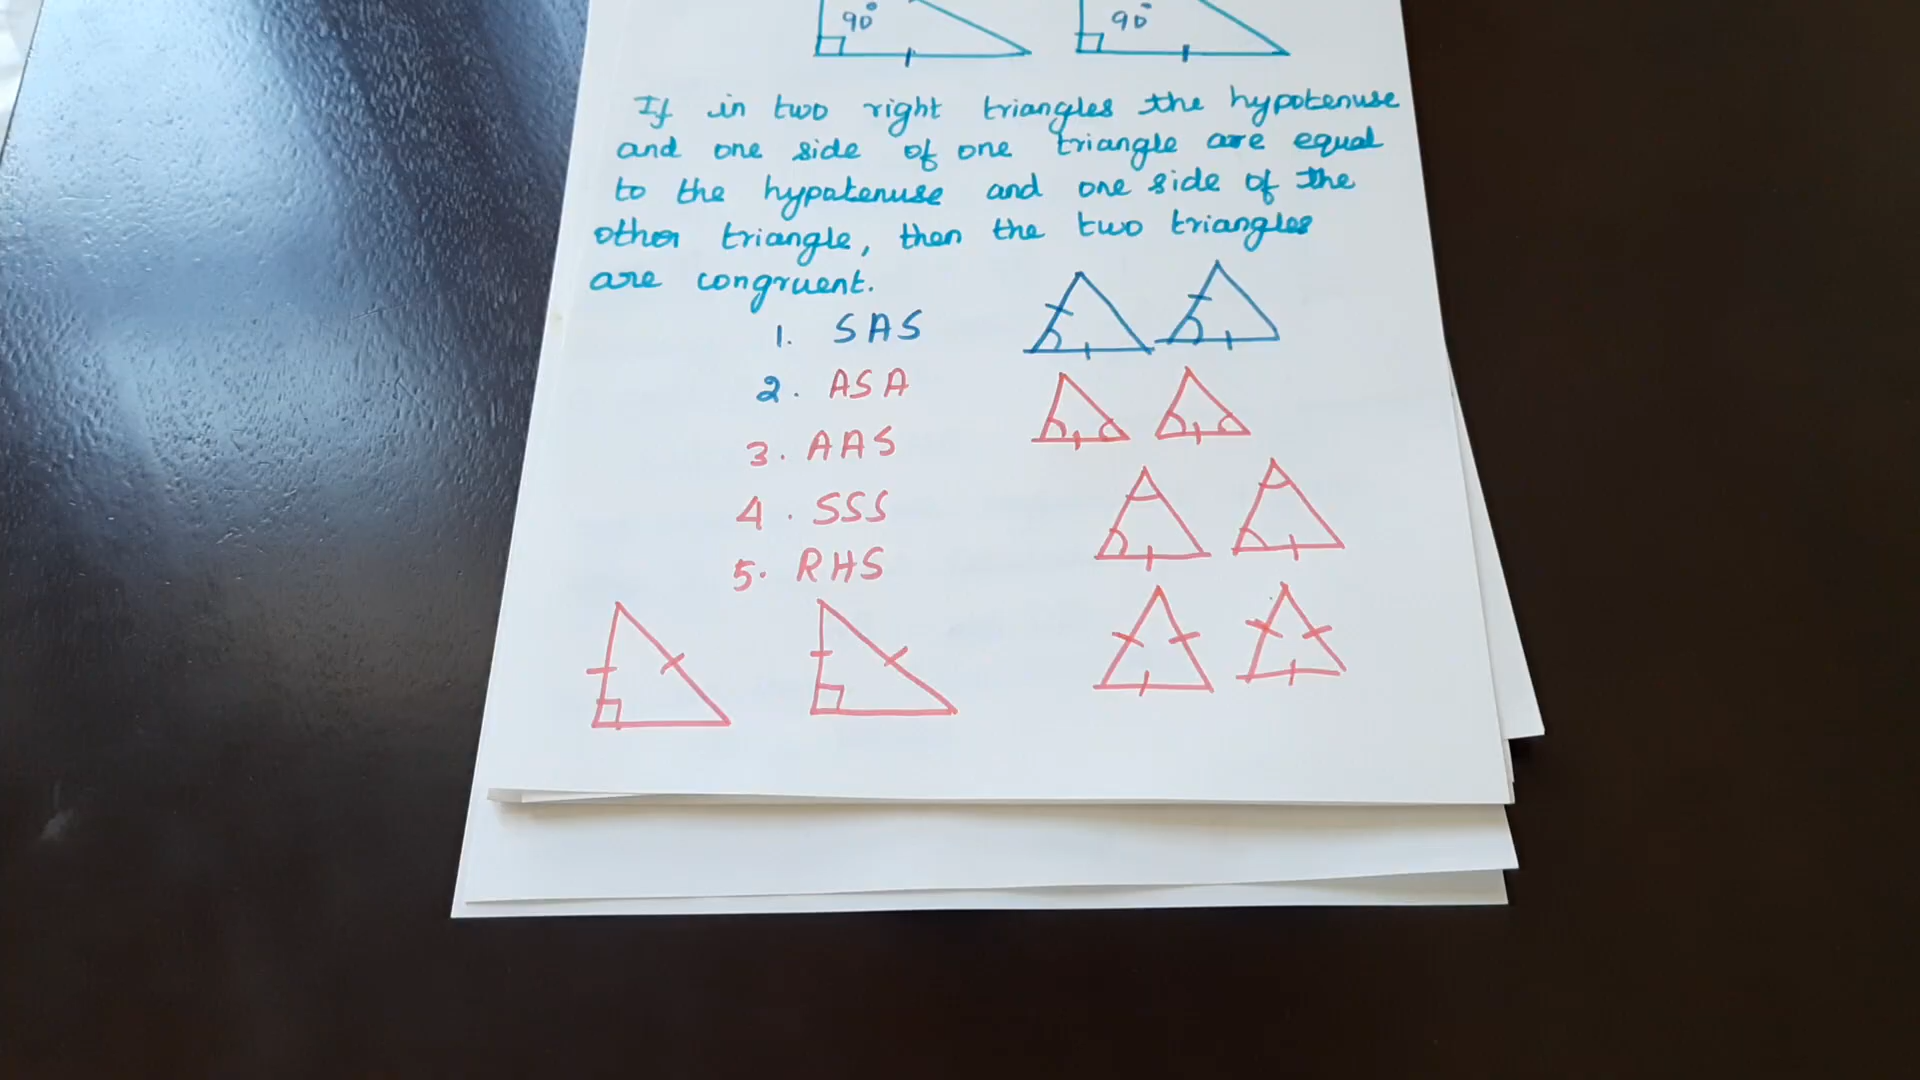 90° 90°
If in two right triangles the hypotenuse
and one side of one triangle are equal
to the hypotenuse and one side of the
other triangle, then the two triangles
are congruent.
1. SAS
2. ASA
3. AAS
4. SSS
5. RHS